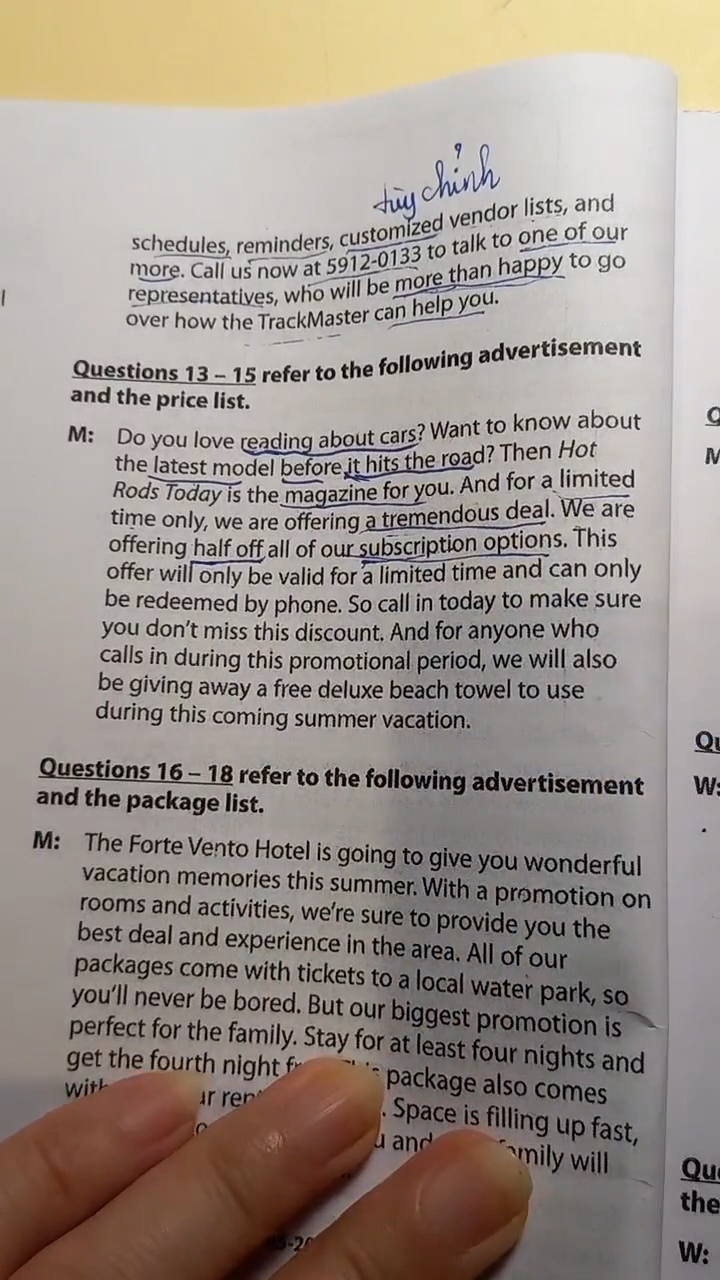 tùy chỉnh
schedules, reminders, customized vendor lists, and
more. Call us now at 5912-0133 to talk to one of our
representatives, who will be more than happy to go
over how the TrackMaster can help you.
Questions 13 – 15 refer to the following advertisement
and the price list.
M: Do you love reading about cars? Want to know about
the latest model before it hits the road? Then Hot
Rods Today is the magazine for you. And for a limited
time only, we are offering a tremendous deal. We are
offering half off all of our subscription options. This
offer will only be valid for a limited time and can only
be redeemed by phone. So call in today to make sure
you don't miss this discount. And for anyone who
calls in during this promotional period, we will also
be giving away a free deluxe beach towel to use
during this coming summer vacation.
Questions 16 – 18 refer to the following advertisement
and the package list.
M: The Forte Vento Hotel is going to give you wonderful
vacation memories this summer. With a promotion on
rooms and activities, we're sure to provide you the
best deal and experience in the area. All of our
packages come with tickets to a local water park, so
you'll never be bored. But our biggest promotion is
perfect for the family. Stay for at least four nights and
get the fourth night package also comes
Space is filling up fast,
and will
Qu
W:
the
W: